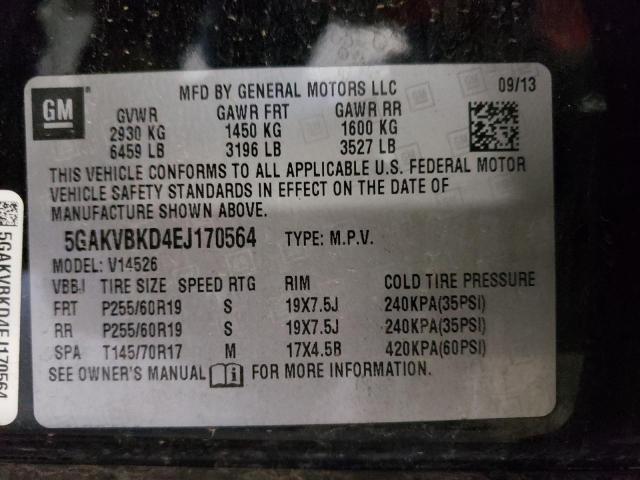 GM
MFD BY GENERAL MOTORS LLC
09/13
GVWR GAWR FRT GAWR RR
2930 KG 1450 KG 1600 KG
6459 LB 3196 LB 3527 LB
THIS VEHICLE CONFORMS TO ALL APPLICABLE U.S. FEDERAL MOTOR
VEHICLE SAFETY STANDARDS IN EFFECT ON THE DATE OF
MANUFACTURE SHOWN ABOVE.
5GAKVBKD4EJ170564 TYPE: M.P.V.
MODEL: V14526
TIRE SIZE SPEED RTG RIM COLD TIRE PRESSURE
FRT P255/60R19 S 19X7.5J 240KPA(35PSI)
RR P255/60R19 S 19X7.5J 240KPA(35PSI)
SPA T145/70R17 M 17X4.5B 420KPA(60PSI)
SEE OWNER'S MANUAL FOR MORE INFORMATION.
5GAKVBKD4EJ170564